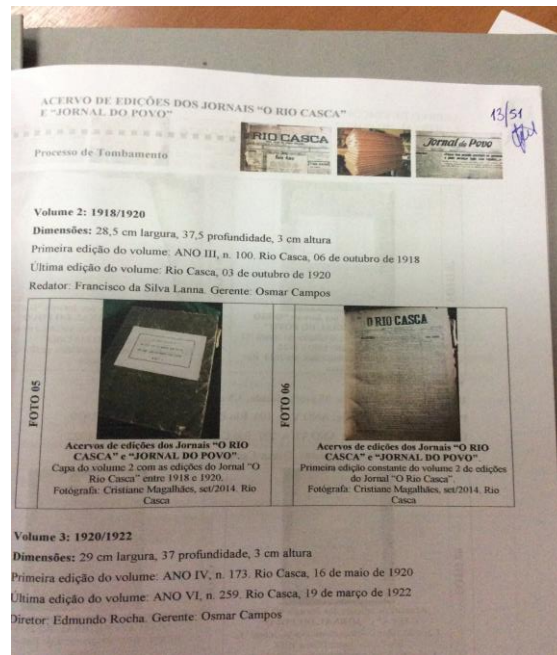 ACERVO DE EDIÇÕES DOS JORNAIS “O RIO CASCA”
E “JORNAL DO POVO”
13/51
Processo de Tombamento
RIO CASCA
Jornal do Povo
Volume 2: 1918/1920
Dimensões: 28,5 cm largura, 37,5 profundidade, 3 cm altura
Primeira edição do volume: ANO III, n. 100. Rio Casca, 06 de outubro de 1918
Última edição do volume: Rio Casca, 03 de outubro de 1920
Redator: Francisco da Silva Lanna. Gerente: Osmar Campos
FOTO 05
Acervos de edições dos Jornais “O RIO
CASCA” e “JORNAL DO POVO”.
Capa do volume 2 com as edições do Jornal “O
Rio Casca” entre 1918 e 1920.
Fotógrafa: Cristiane Magalhães, set/2014. Rio
Casca
FOTO 06
O RIO CASCA
Acervos de edições dos Jornais “O RIO
CASCA” e “JORNAL DO POVO”.
Primeira edição constante do volume 2 de edições
do Jornal “O Rio Casca”.
Fotógrafa: Cristiane Magalhães, set/2014. Rio
Casca
Volume 3: 1920/1922
Dimensões: 29 cm largura, 37 profundidade, 3 cm altura
Primeira edição do volume: ANO IV, n. 173. Rio Casca, 16 de maio de 1920
Última edição do volume: ANO VI, n. 259. Rio Casca, 19 de março de 1922
Diretor: Edmundo Rocha. Gerente: Osmar Campos